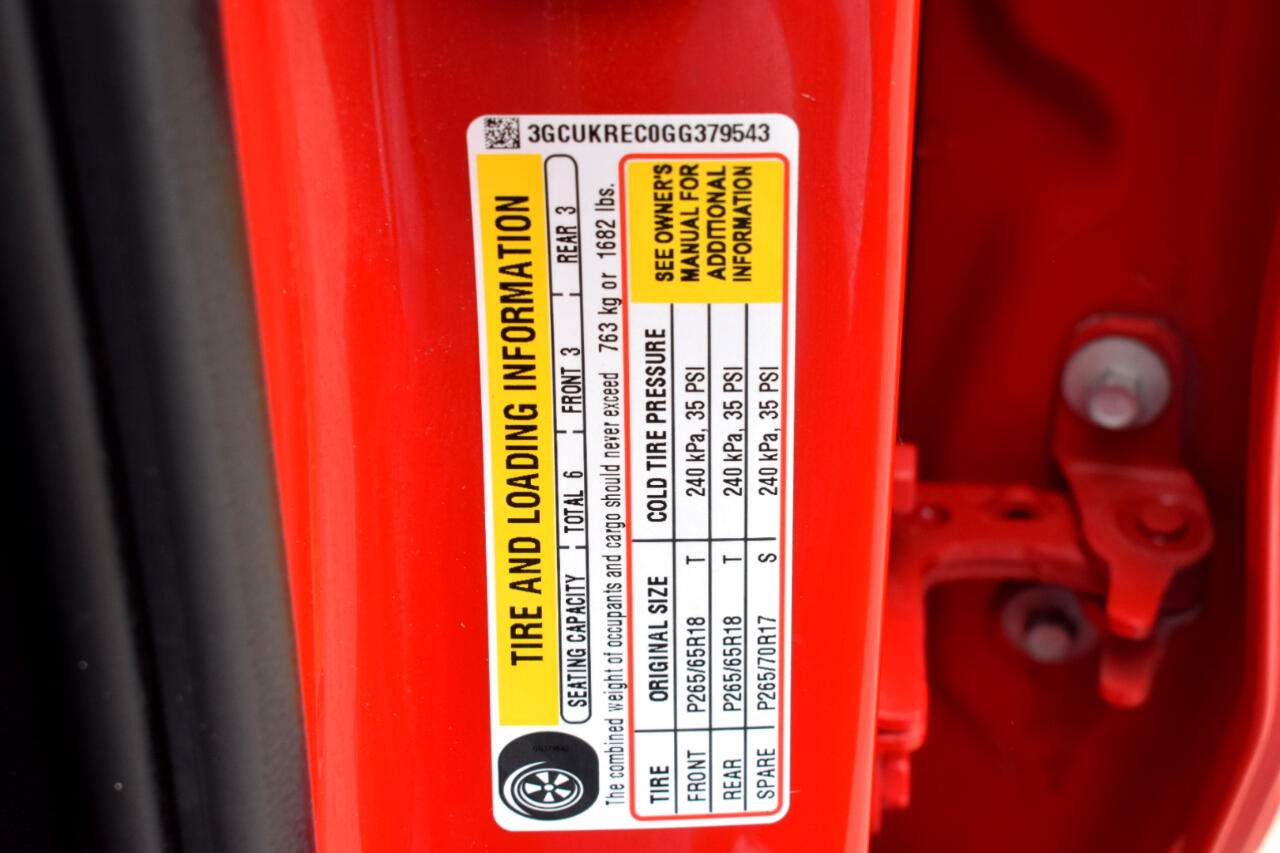 3GCUKREC0GG379543
TIRE AND LOADING INFORMATION
SEATING CAPACITY TOTAL 6 FRONT 3 REAR 3
The combined weight of occupants and cargo should never exceed 763 kg or 1682 lbs.
TIRE ORIGINAL SIZE COLD TIRE PRESSURE
FRONT P265/65R18 T 240 kPa, 35 PSI
REAR P265/65R18 T 240 kPa, 35 PSI
SPARE P265/70R17 S 240 kPa, 35 PSI
SEE OWNER'S
MANUAL FOR
ADDITIONAL
INFORMATION